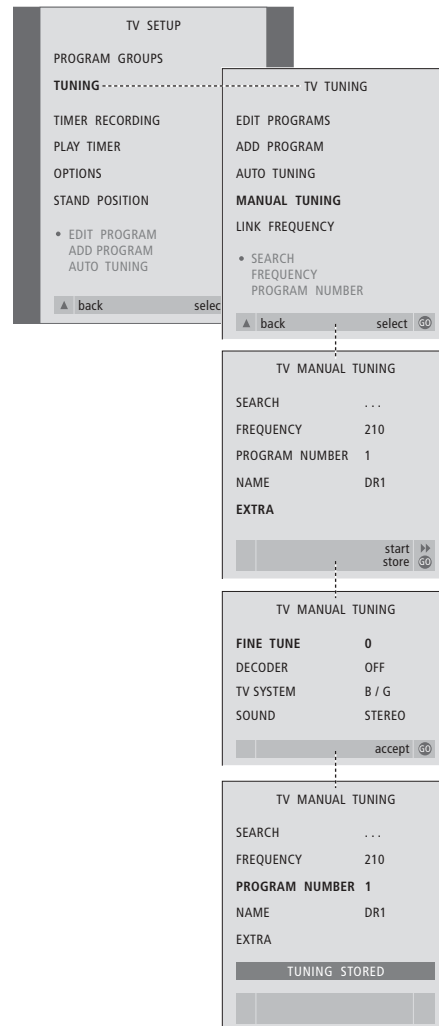 TV SETUP
PROGRAM GROUPS
TUNING
TIMER RECORDING
PLAY TIMER
OPTIONS
STAND POSITION
• EDIT PROGRAM
ADD PROGRAM
AUTO TUNING
▲ back selec
TV TUNING
EDIT PROGRAMS
ADD PROGRAM
AUTO TUNING
MANUAL TUNING
LINK FREQUENCY
• SEARCH
FREQUENCY
PROGRAM NUMBER
▲ back select GO
TV MANUAL TUNING
SEARCH . . .
FREQUENCY 210
PROGRAM NUMBER 1
NAME DR1
EXTRA
start
store GO
TV MANUAL TUNING
FINE TUNE 0
DECODER OFF
TV SYSTEM B / G
SOUND STEREO
accept GO
TV MANUAL TUNING
SEARCH . . .
FREQUENCY 210
PROGRAM NUMBER 1
NAME DR1
EXTRA
TUNING STORED